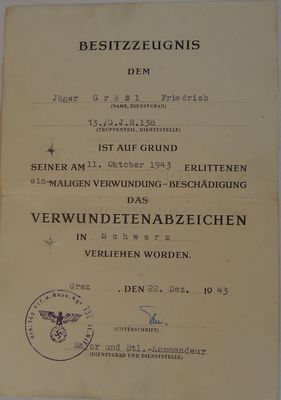 BESITZZEUGNIS
DEM
Jäger Gräßl Friedrich
(NAME, DIENSTGRAD)
13./G.J.R.138
(TRUPPENTEIL, DIENSTSTELLE)
IST AUF GRUND
SEINER AM 11. Oktober 1943 ERLITTENEN
ein-MALIGEN VERWUNDUNG-BESCHÄDIGUNG
DAS
VERWUNDETENABZEICHEN
IN Schwarz
VERLIEHEN WORDEN.
Graz , DEN 22. Dez. 1943
(UNTERSCHRIFT)
Major und Btl.-Kommandeur
(DIENSTGRAD UND DIENSTSTELLE)